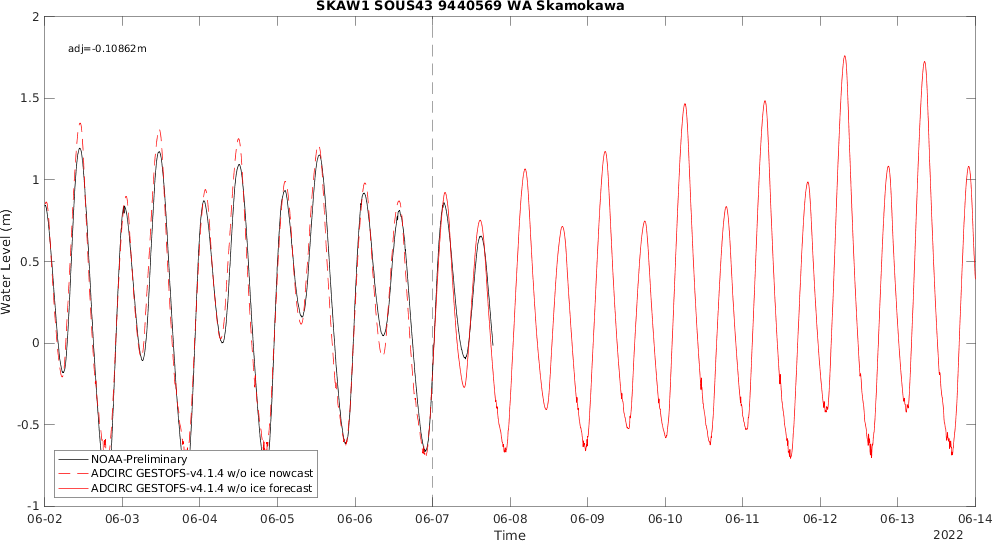 SKAW1 SOUS43 9440569 WA Skamokawa
adj=-0.10862m
2
1.5
1
0.5
0
-0.5
-1
Water Level (m)
NOAA-Preliminary
ADCIRC GESTOFS-v4.1.4 w/o ice nowcast
ADCIRC GESTOFS-v4.1.4 w/o ice forecast
06-02 06-03 06-04 06-05 06-06 06-07 06-08 06-09 06-10 06-11 06-12 06-13 06-14
Time
2022